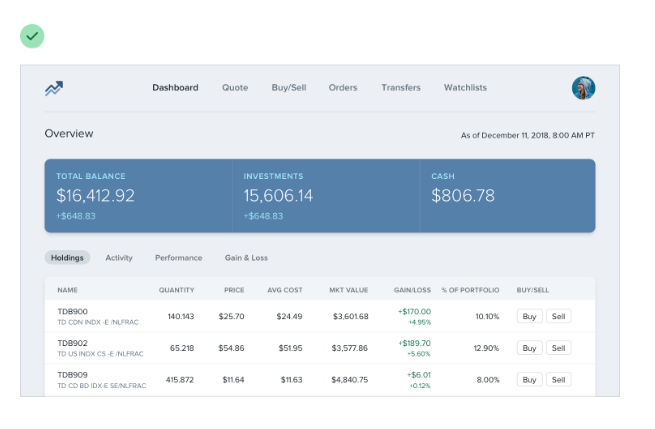 Dashboard Quote Buy/Sell Orders Transfers Watchlists
Overview
As of December 11, 2018, 8:00 AM PT
TOTAL BALANCE INVESTMENTS CASH
$16,412.92 15,606.14 $806.78
+$648.83 +$648.83
Holdings Activity Performance Gain & Loss
NAME QUANTITY PRICE AVG COST MKT VALUE GAIN/LOSS % OF PORTFOLIO BUY/SELL
TDB900 140.143 $25.70 $24.49 $3,601.68 +$170.00 10.10% Buy Sell
TD CDN INDX -E /NLFRAC +4.95%
TDB902 65.218 $54.86 $51.95 $3,577.86 +$189.70 12.90% Buy Sell
TD US INDX CS -E /NLFRAC +5.60%
TDB909 415.872 $11.64 $11.63 $4,840.75 +$6.01 8.00% Buy Sell
TD CD BD IDX-E SE/NLFRAC +0.12%